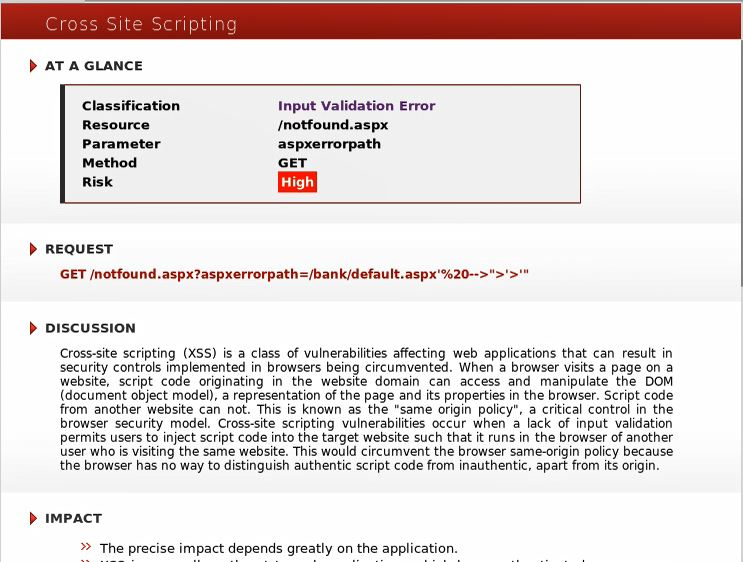 Cross Site Scripting
AT A GLANCE
Classification Input Validation Error
Resource /notfound.aspx
Parameter aspxerrorpath
Method GET
Risk High
REQUEST
GET /notfound.aspx?aspxerrorpath=/bank/default.aspx'%20-->">'>'"
DISCUSSION
Cross-site scripting (XSS) is a class of vulnerabilities affecting web applications that can result in
security controls implemented in browsers being circumvented. When a browser visits a page on a
website, script code originating in the website domain can access and manipulate the DOM
(document object model), a representation of the page and its properties in the browser. Script code
from another website can not. This is known as the "same origin policy", a critical control in the
browser security model. Cross-site scripting vulnerabilities occur when a lack of input validation
permits users to inject script code into the target website such that it runs in the browser of another
user who is visiting the same website. This would circumvent the browser same-origin policy because
the browser has no way to distinguish authentic script code from inauthentic, apart from its origin.
IMPACT
The precise impact depends greatly on the application.